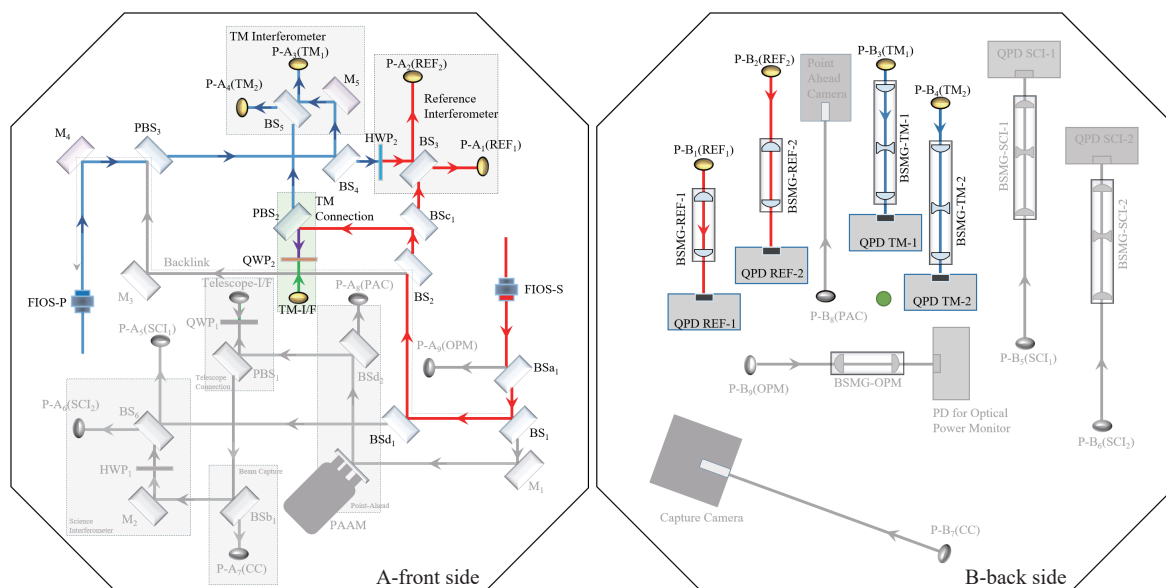 TM Interferometer
P-A₃(TM₁)
P-A₄(TM₂)
M₅
BS₅
P-A₂(REF₂)
Reference
Interferometer
HWP₂
BS₃
P-A₁(REF₁)
M₄
PBS₃
BS₄
PBS₂
TM
Connection
BSc₁
QWP₂
BS₂
Backlink
M₃
FIOS-P
FIOS-S
Telescope-I/F
TM-I/F
P-A₈(PAC)
P-A₅(SCI₁)
QWP₁
PBS₁
BSd₂
P-A₉(OPM)
BSa₁
Telescope
Connection
P-A₆(SCI₂)
BS₆
BSd₁
BS₁
HWP₁
M₁
Beam Capture
M₂
BSb₁
Point-Ahead
PAAM
Science
Interferometer
P-A₇(CC)
A-front side
P-B₂(REF₂)
Point
Ahead
Camera
P-B₃(TM₁)
P-B₄(TM₂)
QPD SCI-1
QPD SCI-2
P-B₁(REF₁)
BSMG-REF-1
BSMG-REF-2
BSMG-TM-1
BSMG-TM-2
BSMG-SCI-1
BSMG-SCI-2
QPD TM-1
QPD REF-2
QPD TM-2
QPD REF-1
P-B₈(PAC)
P-B₅(SCI₁)
P-B₉(OPM)
BSMG-OPM
PD for Optical
Power Monitor
P-B₆(SCI₂)
Capture Camera
P-B₇(CC)
B-back side